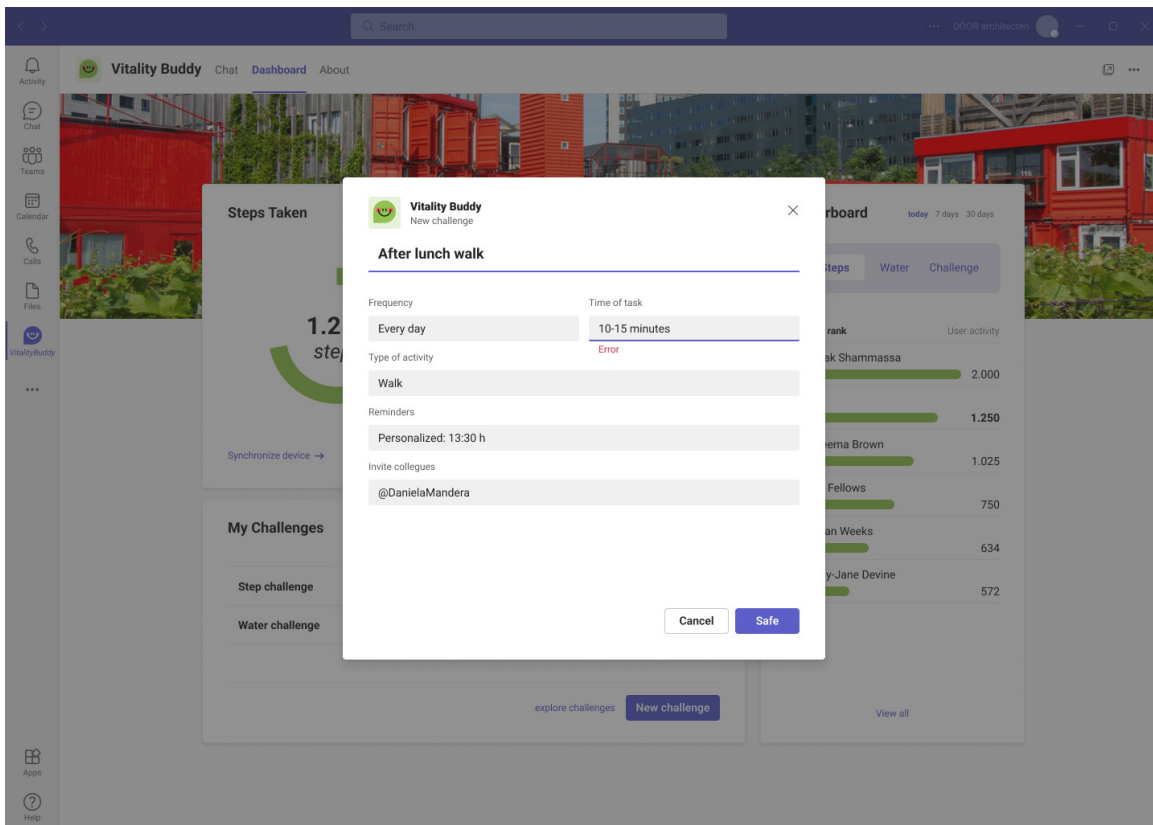 Search
DOOR architecten
Activity
Chat
Teams
Calendar
Calls
Files
VitalityBuddy
Apps
Help
Vitality Buddy Chat Dashboard About
116
Steps Taken
1.2
Synchronize device →
My Challenges
Step challenge
Water challenge
explore challenges New challenge
Vitality Buddy
New challenge
After lunch walk
Frequency Time of task
Every day 10-15 minutes
Error
Type of activity
Walk
Reminders
Personalized: 13:30 h
Invite collegues
@DanielaMandera
Cancel Safe
rboard today 7 days 30 days
Steps Water Challenge
rank User activity
ak Shammassa
2.000
1.250
eema Brown
1.025
Fellows
750
an Weeks
634
y-Jane Devine
572
View all